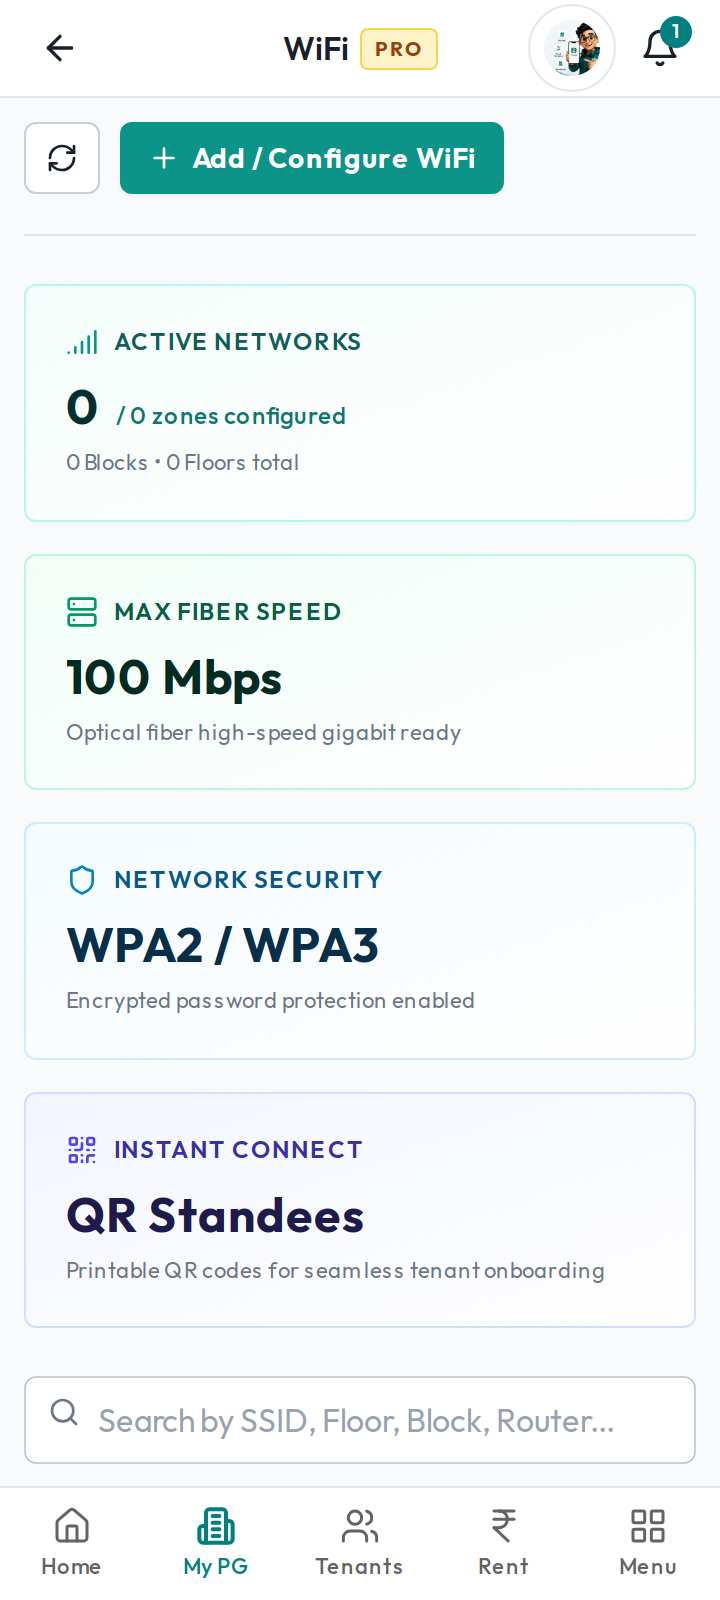 WiFi PRO
1
Add / Configure WiFi
ACTIVE NETWORKS
0 / 0 zones configured
0 Blocks • 0 Floors total
MAX FIBER SPEED
100 Mbps
Optical fiber high-speed gigabit ready
NETWORK SECURITY
WPA2 / WPA3
Encrypted password protection enabled
INSTANT CONNECT
QR Standees
Printable QR codes for seamless tenant onboarding
Search by SSID, Floor, Block, Router...
Home My PG Tenants Rent Menu